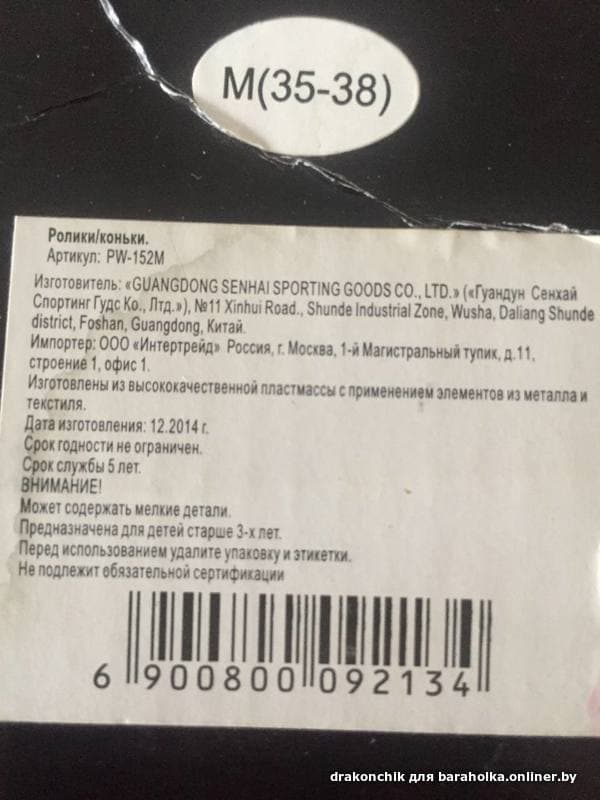 M(35-38)
Ролики/коньки.
Артикул: PW-152M
Изготовитель: «GUANGDONG SENHAI SPORTING GOODS CO., LTD.» («Гуандун Сенхай
Спортинг Гудс Ко., Лтд.»), №11 Xinhui Road., Shunde Industrial Zone, Wusha, Daliang Shunde
district, Foshan, Guangdong, Китай.
Импортер: ООО «Интертрейд» Россия, г. Москва, 1-й Магистральный тупик, д.11,
строение 1, офис 1.
Изготовлены из высококачественной пластмассы с применением элементов из металла и
текстиля.
Дата изготовления: 12.2014 г.
Срок годности не ограничен.
Срок службы 5 лет.
ВНИМАНИЕ!
Может содержать мелкие детали.
Предназначена для детей старше 3-х лет.
Перед использованием удалите упаковку и этикетки.
Не подлежит обязательной сертификации
6 900800 092134
drakonchik для baraholka.onliner.by